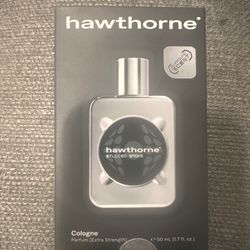 hawthorne
hawthorne
Cologne
Parfum [Extra Strength]
50 mL (1.7 fl. oz.)